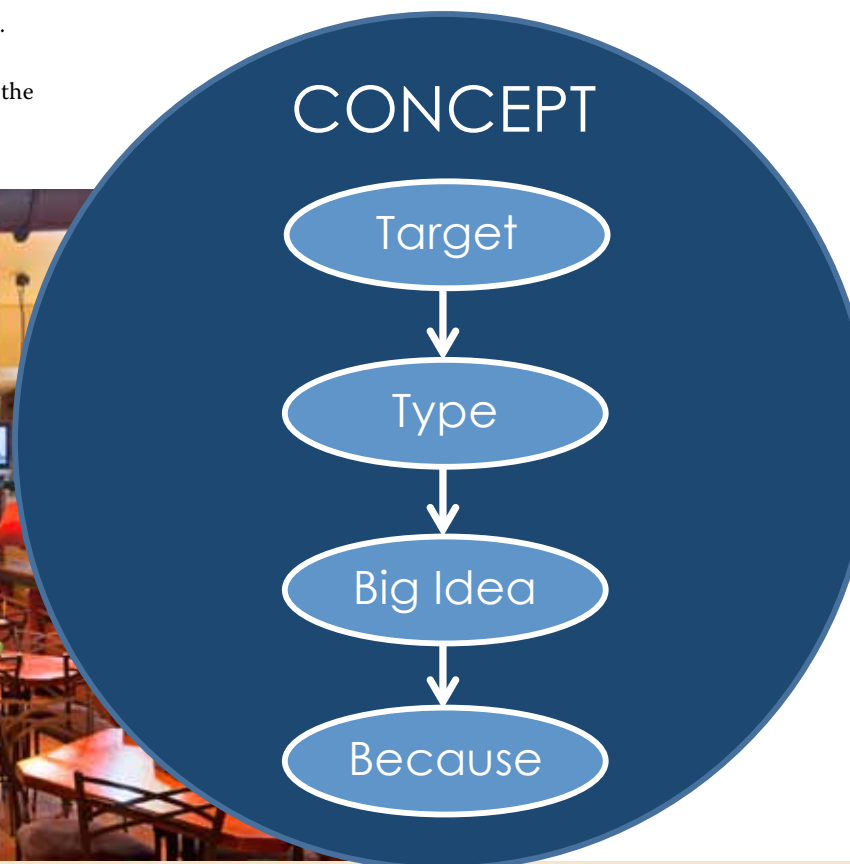 .
the
CONCEPT
Target
Type
Big Idea
Because